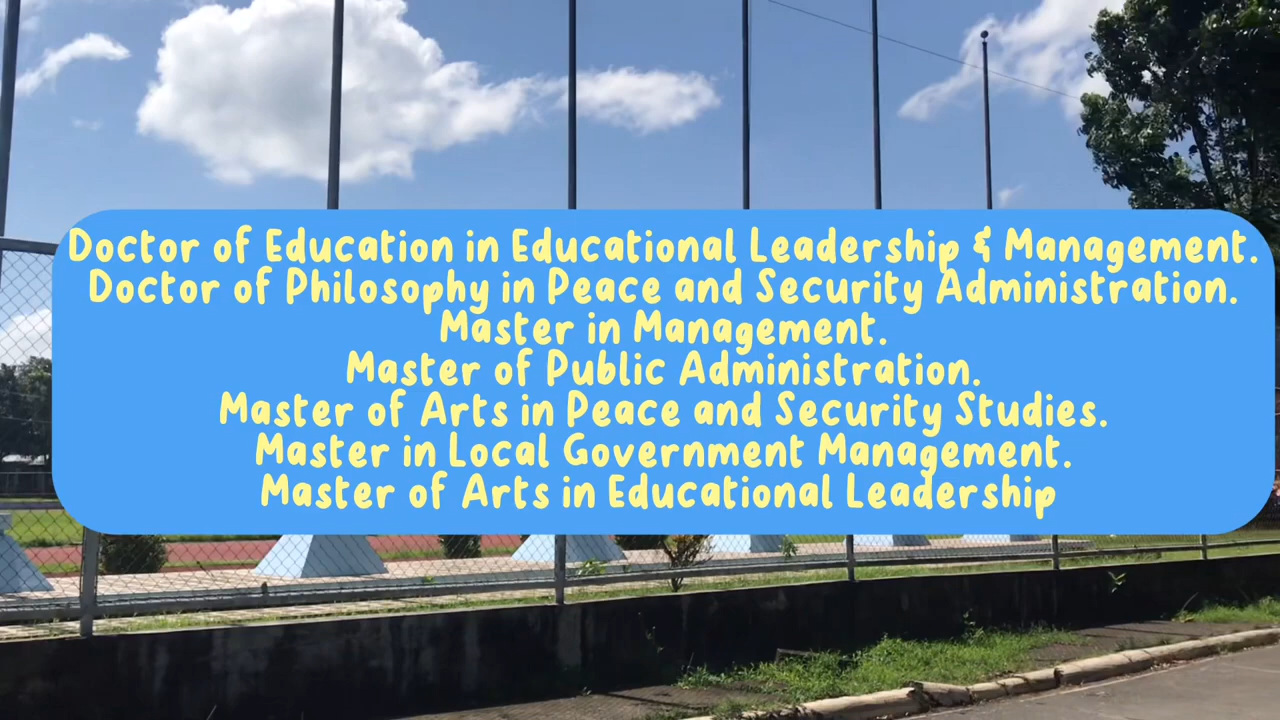 Doctor of Education in Educational Leadership & Management.
Doctor of Philosophy in Peace and Security Administration.
Master in Management.
Master of Public Administration.
Master of Arts in Peace and Security Studies.
Master in Local Government Management.
Master of Arts in Educational Leadership